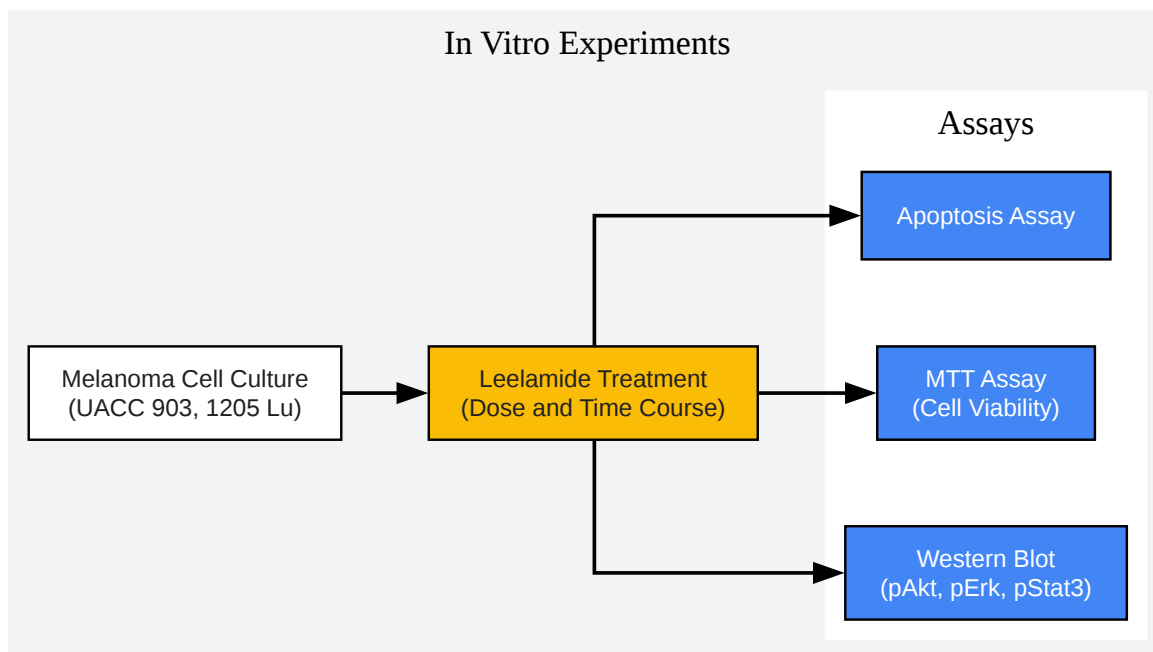 In Vitro Experiments
Assays
Apoptosis Assay
Melanoma Cell Culture
(UACC 903, 1205 Lu)
Leelamide Treatment
(Dose and Time Course)
MTT Assay
(Cell Viability)
Western Blot
(pAkt, pErk, pStat3)